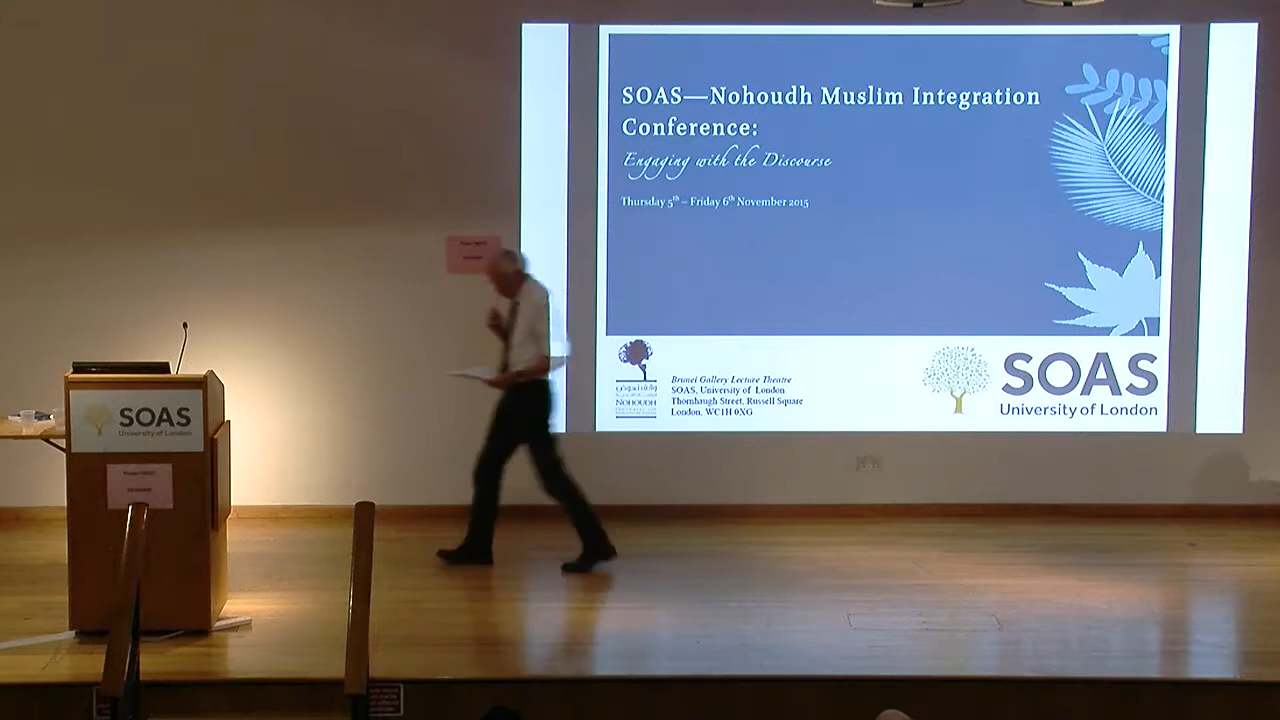 SOAS—Nohoudh Muslim Integration
Conference:
Engaging with the Discourse
Thursday 5th – Friday 6th November 2015
NOHOUDH
Brunei Gallery Lecture Theatre
SOAS, University of London
Thornhaugh Street, Russell Square
London, WC1H 0XG
SOAS
University of London
SOAS
University of London